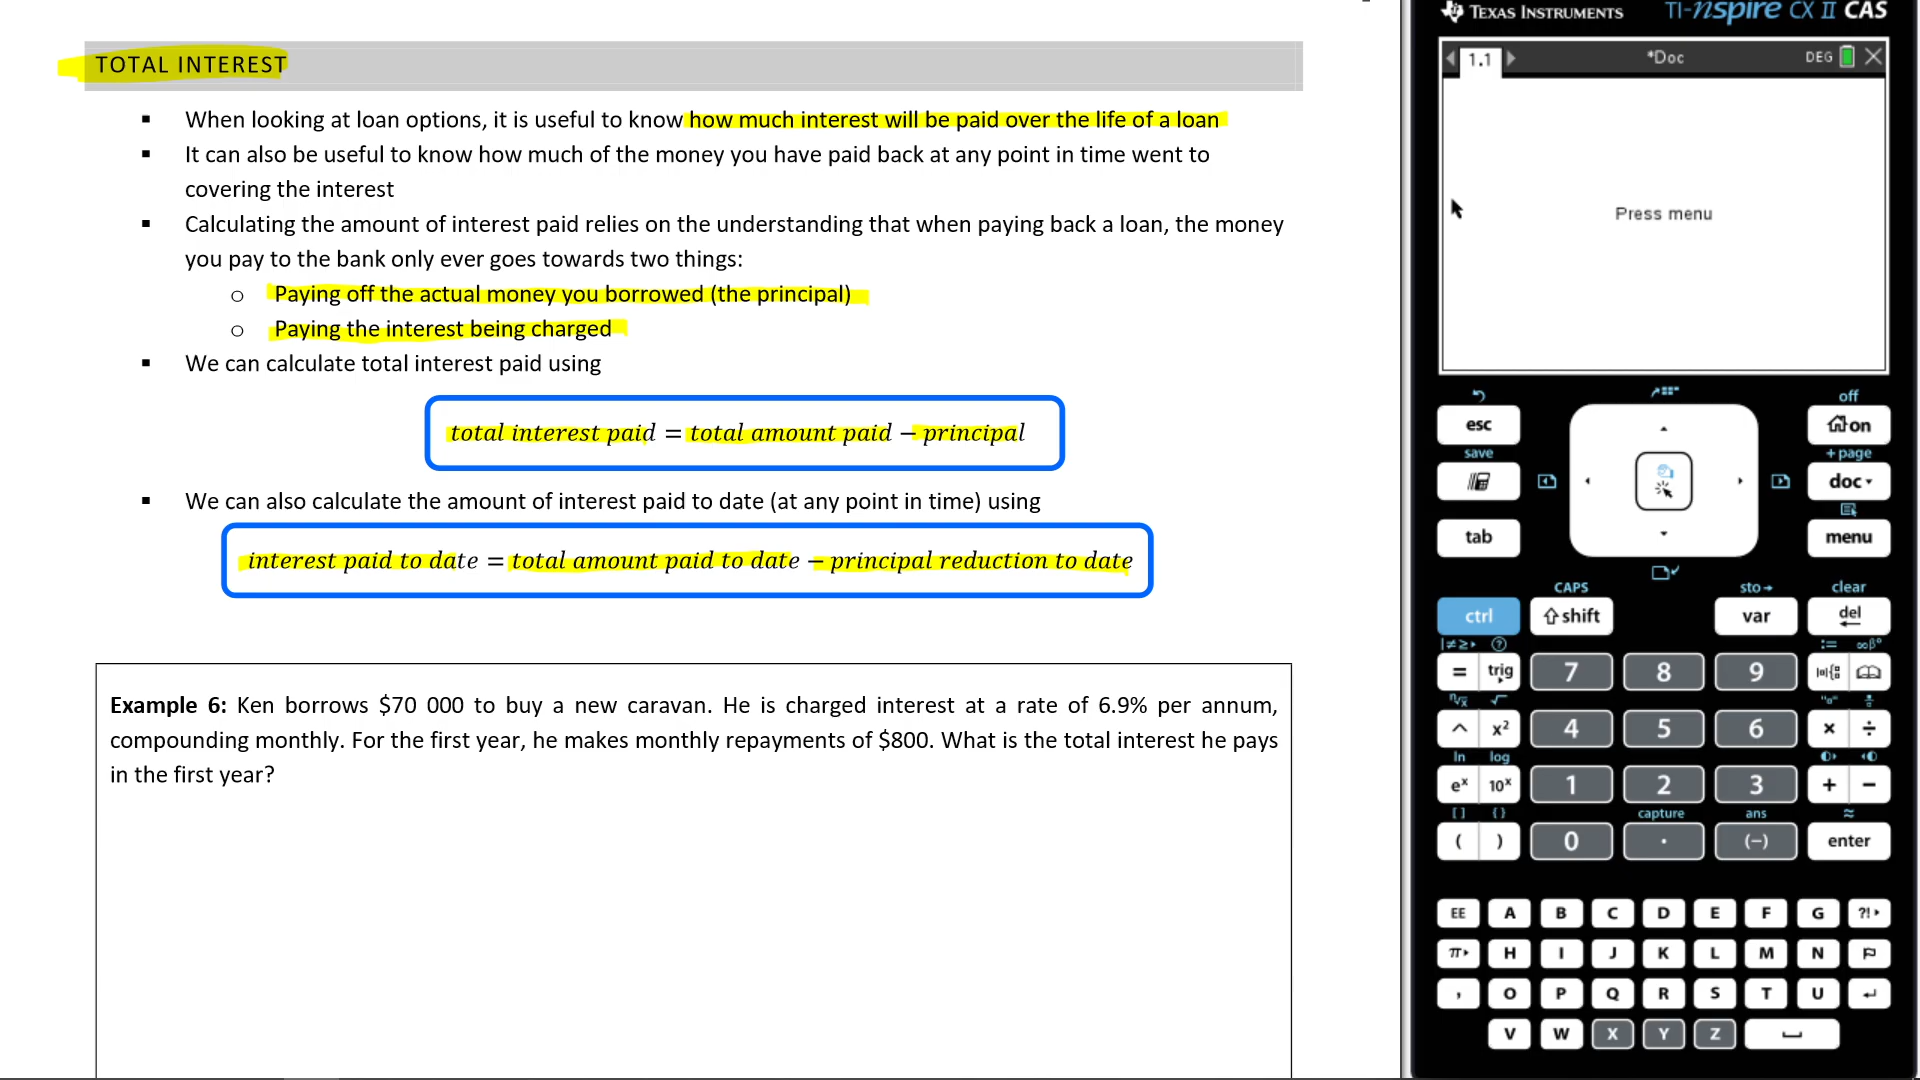 TOTAL INTEREST
▪ When looking at loan options, it is useful to know how much interest will be paid over the life of a loan
▪ It can also be useful to know how much of the money you have paid back at any point in time went to
covering the interest
▪ Calculating the amount of interest paid relies on the understanding that when paying back a loan, the money
you pay to the bank only ever goes towards two things:
o Paying off the actual money you borrowed (the principal)
o Paying the interest being charged
▪ We can calculate total interest paid using
total interest paid = total amount paid − principal
▪ We can also calculate the amount of interest paid to date (at any point in time) using
interest paid to date = total amount paid to date − principal reduction to date
Example 6: Ken borrows $70 000 to buy a new caravan. He is charged interest at a rate of 6.9% per annum,
compounding monthly. For the first year, he makes monthly repayments of $800. What is the total interest he pays
in the first year?
TEXAS INSTRUMENTS TI-nspire CX II CAS
1.1 *Doc DEG
Press menu
off
esc on
save +page
doc
tab menu
CAPS sto→ clear
ctrl shift var del
|≠≥▸ ? := ∞β°
= trig 7 8 9
ⁿ√x √ "□"
^ x² 4 5 6 × ÷
ln log
eˣ 10ˣ 1 2 3 + −
[ ] { } capture ans ≈
( ) 0 . (−) enter
EE A B C D E F G ?!▸
π▸ H I J K L M N
, O P Q R S T U
V W X Y Z